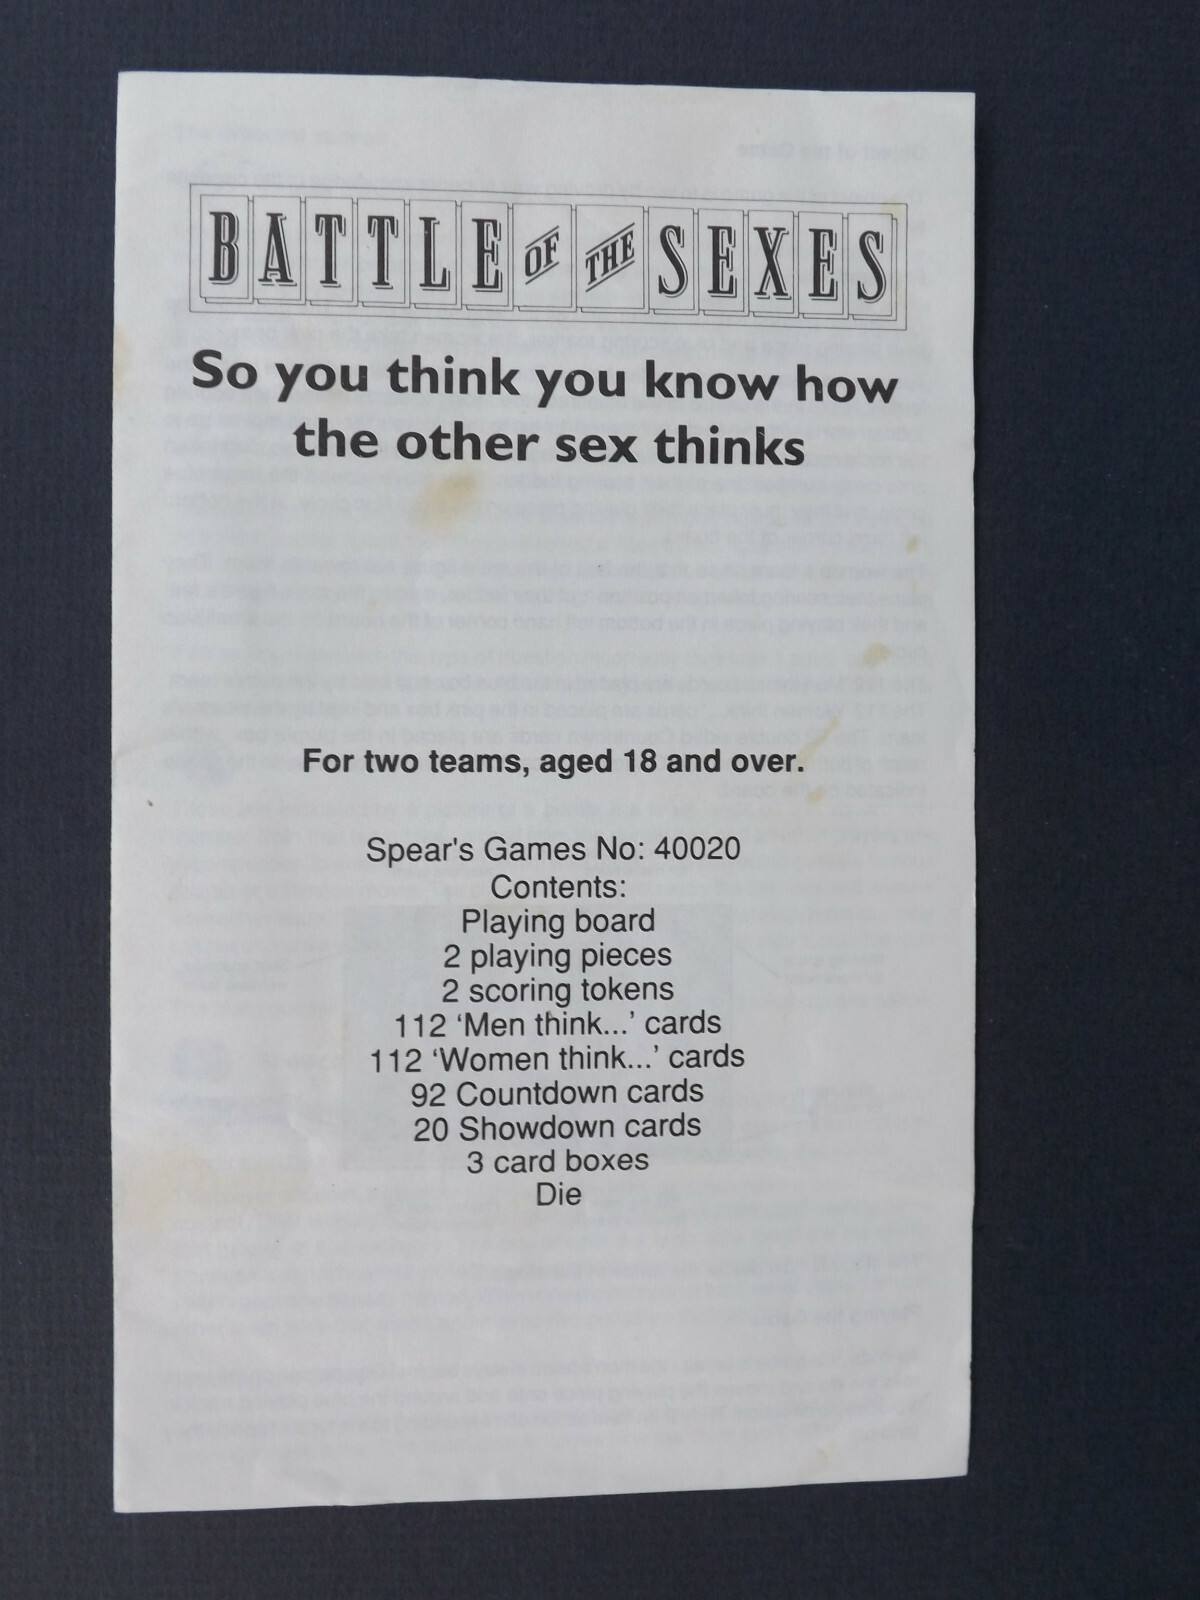 BATTLE OF THE SEXES
So you think you know how
the other sex thinks
For two teams, aged 18 and over.
Spear's Games No: 40020
Contents:
Playing board
2 playing pieces
2 scoring tokens
112 ‘Men think...’ cards
112 ‘Women think...’ cards
92 Countdown cards
20 Showdown cards
3 card boxes
Die